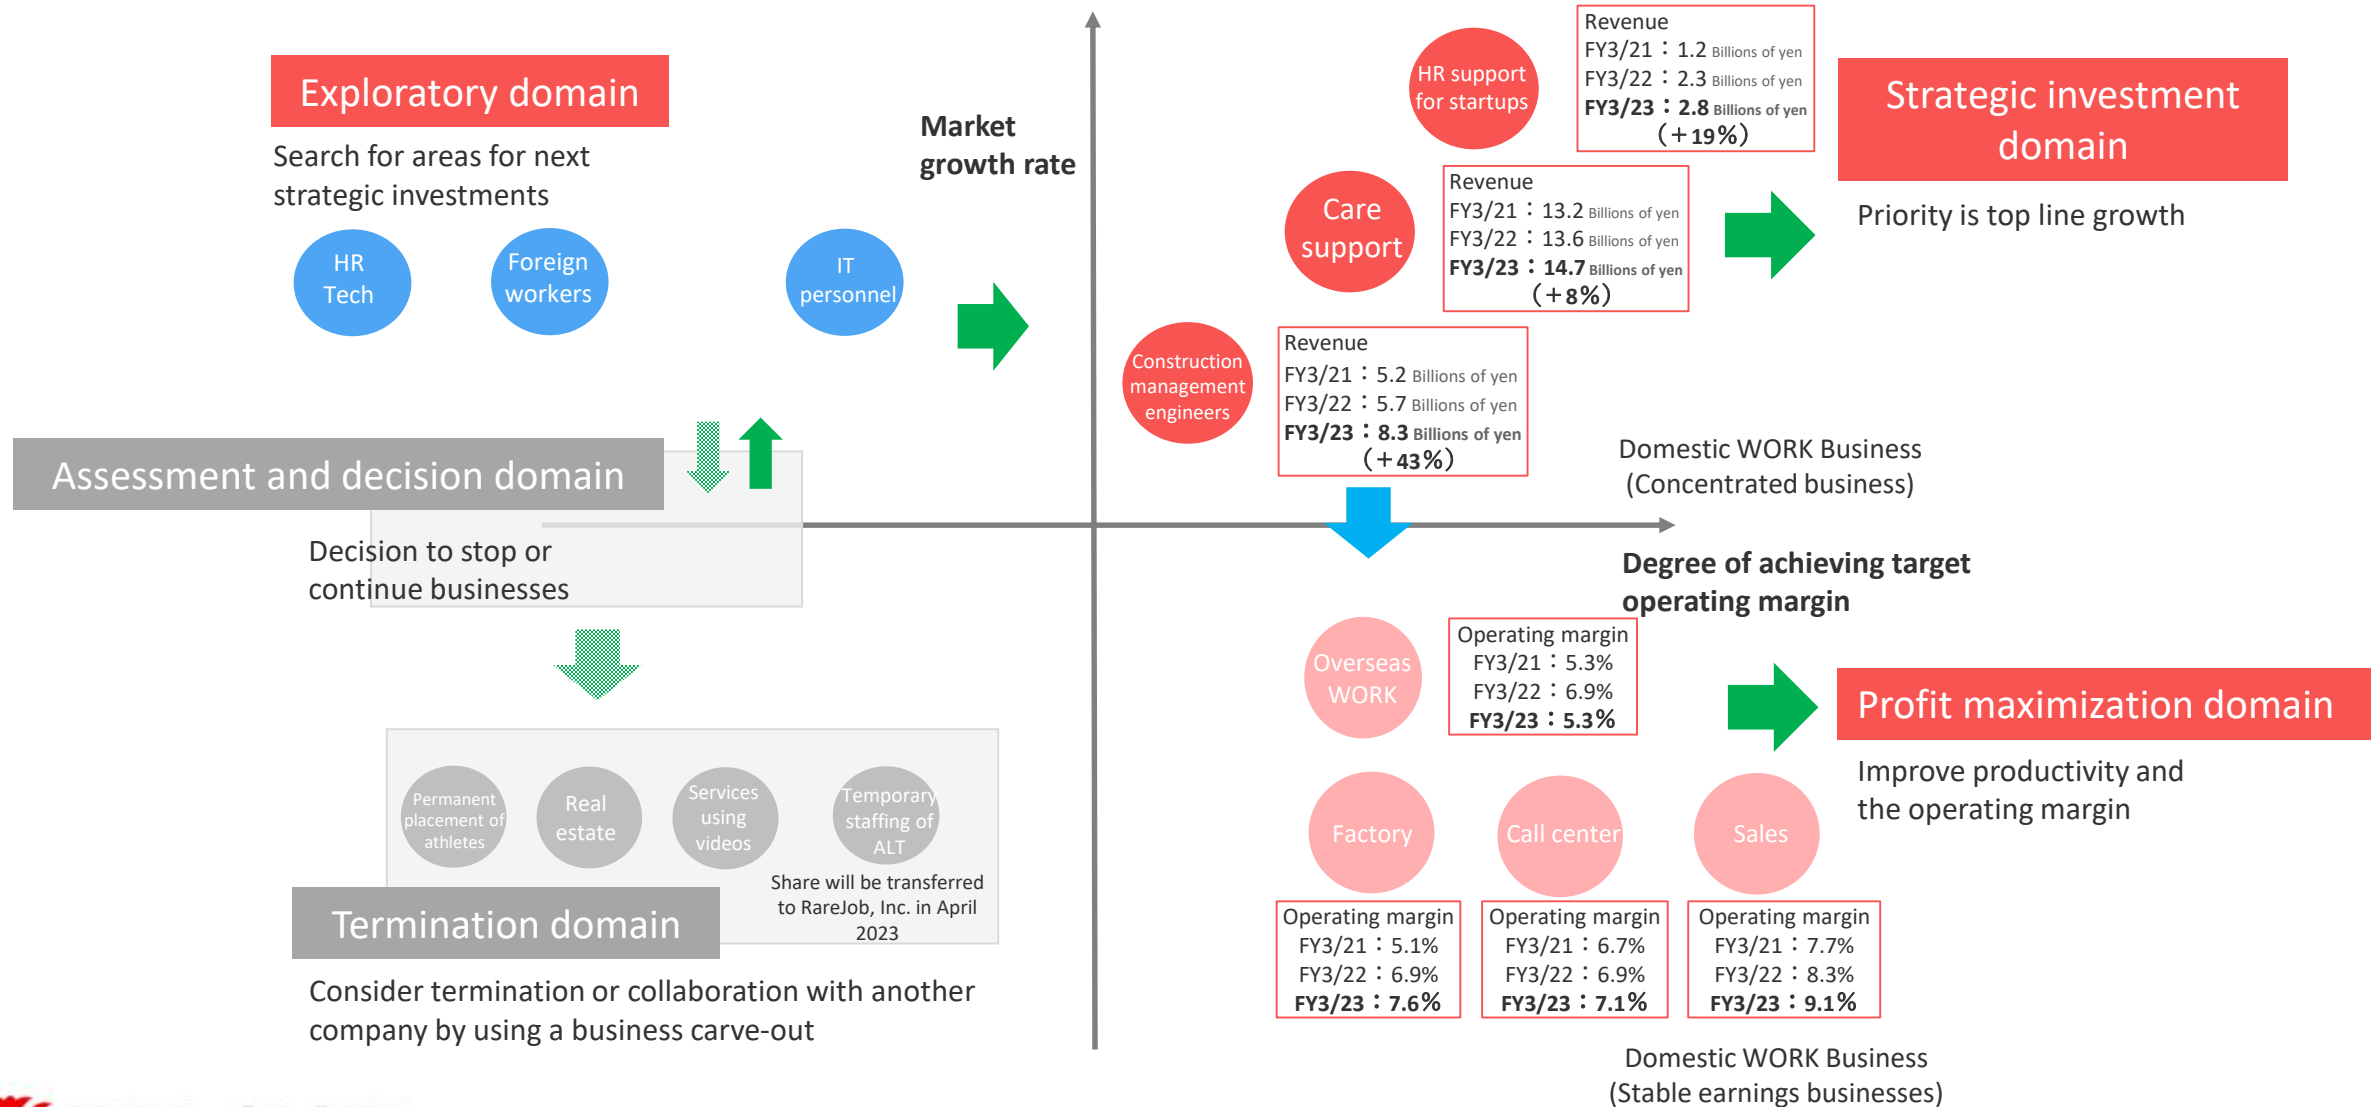 Exploratory domain
Search for areas for next
strategic investments
HR
Tech
Foreign
workers
IT
personnel
Market
growth rate
HR support
for startups
Revenue
FY3/21：1.2 Billions of yen
FY3/22：2.3 Billions of yen
FY3/23：2.8 Billions of yen
(+19%)
Strategic investment
domain
Priority is top line growth
Care
support
Revenue
FY3/21：13.2 Billions of yen
FY3/22：13.6 Billions of yen
FY3/23：14.7 Billions of yen
(+8%)
Construction
management
engineers
Revenue
FY3/21：5.2 Billions of yen
FY3/22：5.7 Billions of yen
FY3/23：8.3 Billions of yen
(+43%)
Domestic WORK Business
(Concentrated business)
Assessment and decision domain
Decision to stop or
continue businesses
Degree of achieving target
operating margin
Overseas
WORK
Operating margin
FY3/21：5.3%
FY3/22：6.9%
FY3/23：5.3%
Profit maximization domain
Improve productivity and
the operating margin
Permanent
placement of
athletes
Real
estate
Services
using
videos
Temporary
staffing of
ALT
Share will be transferred
to RareJob, Inc. in April
2023
Termination domain
Consider termination or collaboration with another
company by using a business carve-out
Factory
Call center
Sales
Operating margin
FY3/21：5.1%
FY3/22：6.9%
FY3/23：7.6%
Operating margin
FY3/21：6.7%
FY3/22：6.9%
FY3/23：7.1%
Operating margin
FY3/21：7.7%
FY3/22：8.3%
FY3/23：9.1%
Domestic WORK Business
(Stable earnings businesses)